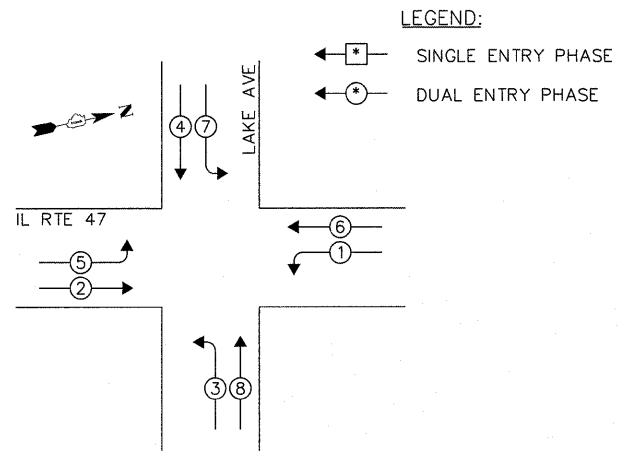 LEGEND:
* SINGLE ENTRY PHASE
* DUAL ENTRY PHASE
N
LAKE AVE
4 7
IL RTE 47
6
1
5
2
3 8